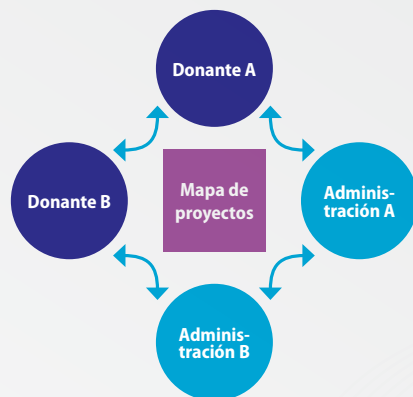 Donante A
Donante B
Mapa de
proyectos
Adminis-
tración A
Adminis-
tración B